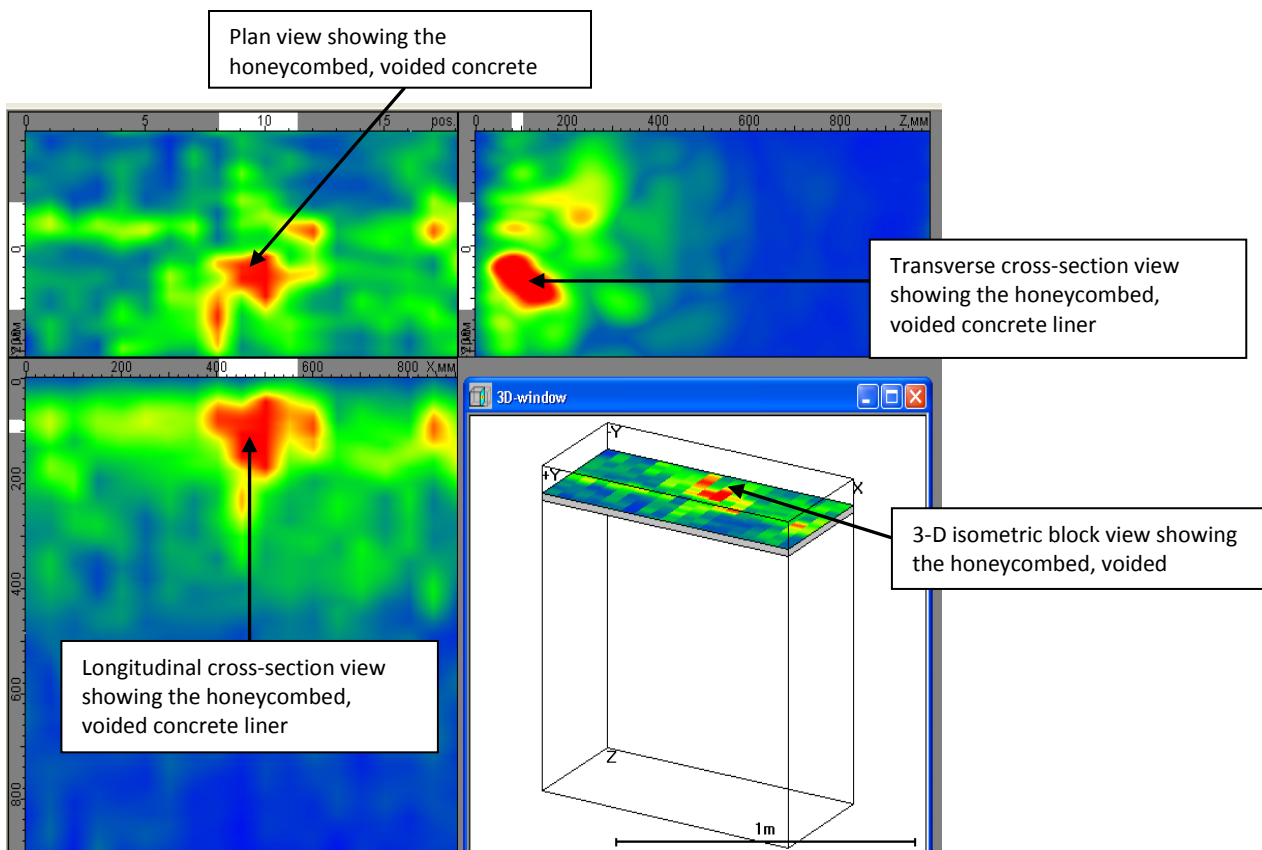 Plan view showing the
honeycombed, voided concrete
0 5 10 15 pos.
0 200 400 600 800 Z,мм
0
0
Transverse cross-section view
showing the honeycombed,
voided concrete liner
0 200 400 600 800 X,мм
0
200
400
600
800
3D-window
-Y
+Y
X
3-D isometric block view showing
the honeycombed, voided
Longitudinal cross-section view
showing the honeycombed,
voided concrete liner
Z
1m